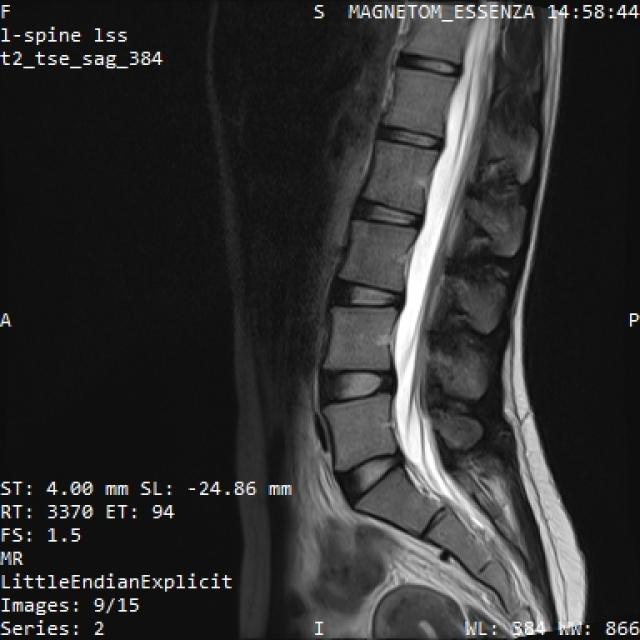 F
S
MAGNETOM_ESSENZA 14:58:44
l-spine lss
t2_tse_sag_384
A
P
ST: 4.00 mm SL: -24.86 mm
RT: 3370 ET: 94
FS: 1.5
MR
LittleEndianExplicit
Images: 9/15
Series: 2
I
WL: 384 WW: 866